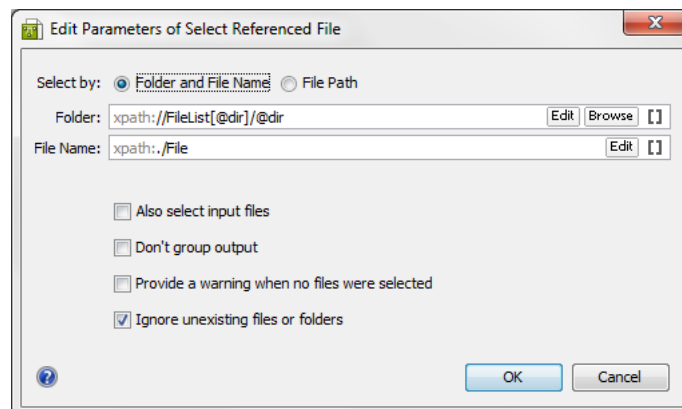 Edit Parameters of Select Referenced File
Select by: Folder and File Name File Path
Folder: xpath://FileList[@dir]/@dir Edit Browse []
File Name: xpath:./File Edit []
Also select input files
Don't group output
Provide a warning when no files were selected
Ignore unexisting files or folders
? OK Cancel